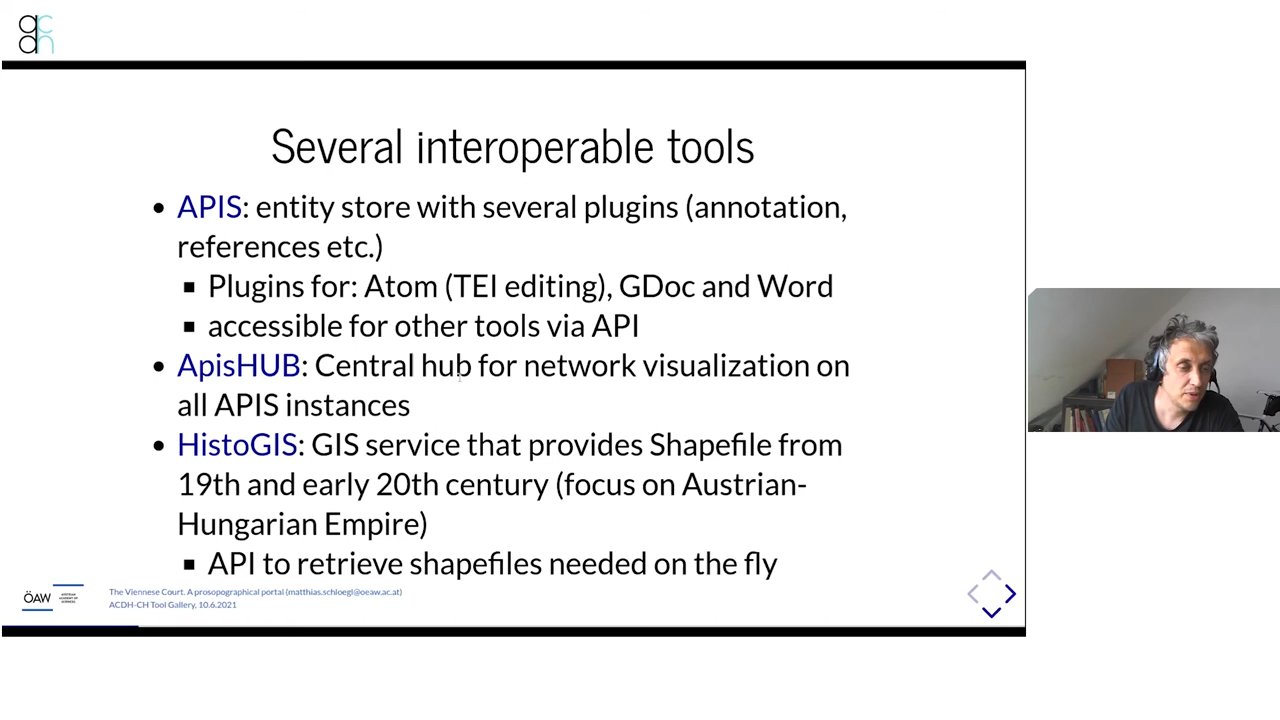 Several interoperable tools
• APIS: entity store with several plugins (annotation,
references etc.)
▪ Plugins for: Atom (TEI editing), GDoc and Word
▪ accessible for other tools via API
• ApisHUB: Central hub for network visualization on
all APIS instances
• HistoGIS: GIS service that provides Shapefile from
19th and early 20th century (focus on Austrian-
Hungarian Empire)
▪ API to retrieve shapefiles needed on the fly
ÖAW
AUSTRIAN
ACADEMY OF
SCIENCES
The Viennese Court. A prosopographical portal (matthias.schloegl@oeaw.ac.at)
ACDH-CH Tool Gallery, 10.6.2021